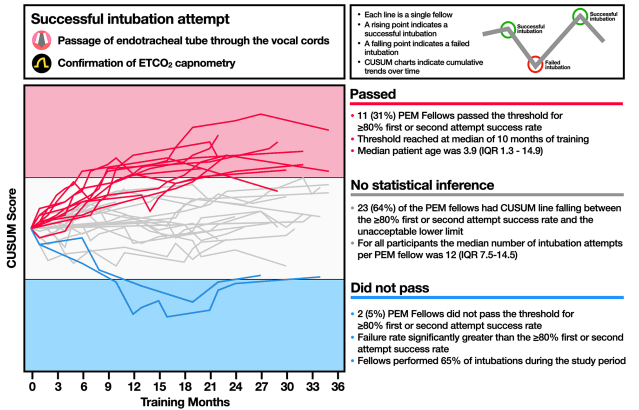 Successful intubation attempt
Passage of endotracheal tube through the vocal cords
Confirmation of ETCO2 capnometry
• Each line is a single fellow
• A rising point indicates a
successful intubation
• A falling point indicates a failed
intubation
• CUSUM charts indicate cumulative
trends over time
Successful
intubation
Failed
intubation
Successful
intubation
CUSUM Score
0 3 6 9 12 15 18 21 24 27 30 33 36
Training Months
Passed
• 11 (31%) PEM Fellows passed the threshold for
≥80% first or second attempt success rate
• Threshold reached at median of 10 months of training
• Median patient age was 3.9 (IQR 1.3 - 14.9)
No statistical inference
• 23 (64%) of the PEM fellows had CUSUM line falling between
the ≥80% first or second attempt success rate and the
unacceptable lower limit
• For all participants the median number of intubation attempts
per PEM fellow was 12 (IQR 7.5-14.5)
Did not pass
• 2 (5%) PEM Fellows did not pass the threshold for
≥80% first or second attempt success rate
• Failure rate significantly greater than the ≥80% first or second
attempt success rate
• Fellows performed 65% of intubations during the study period